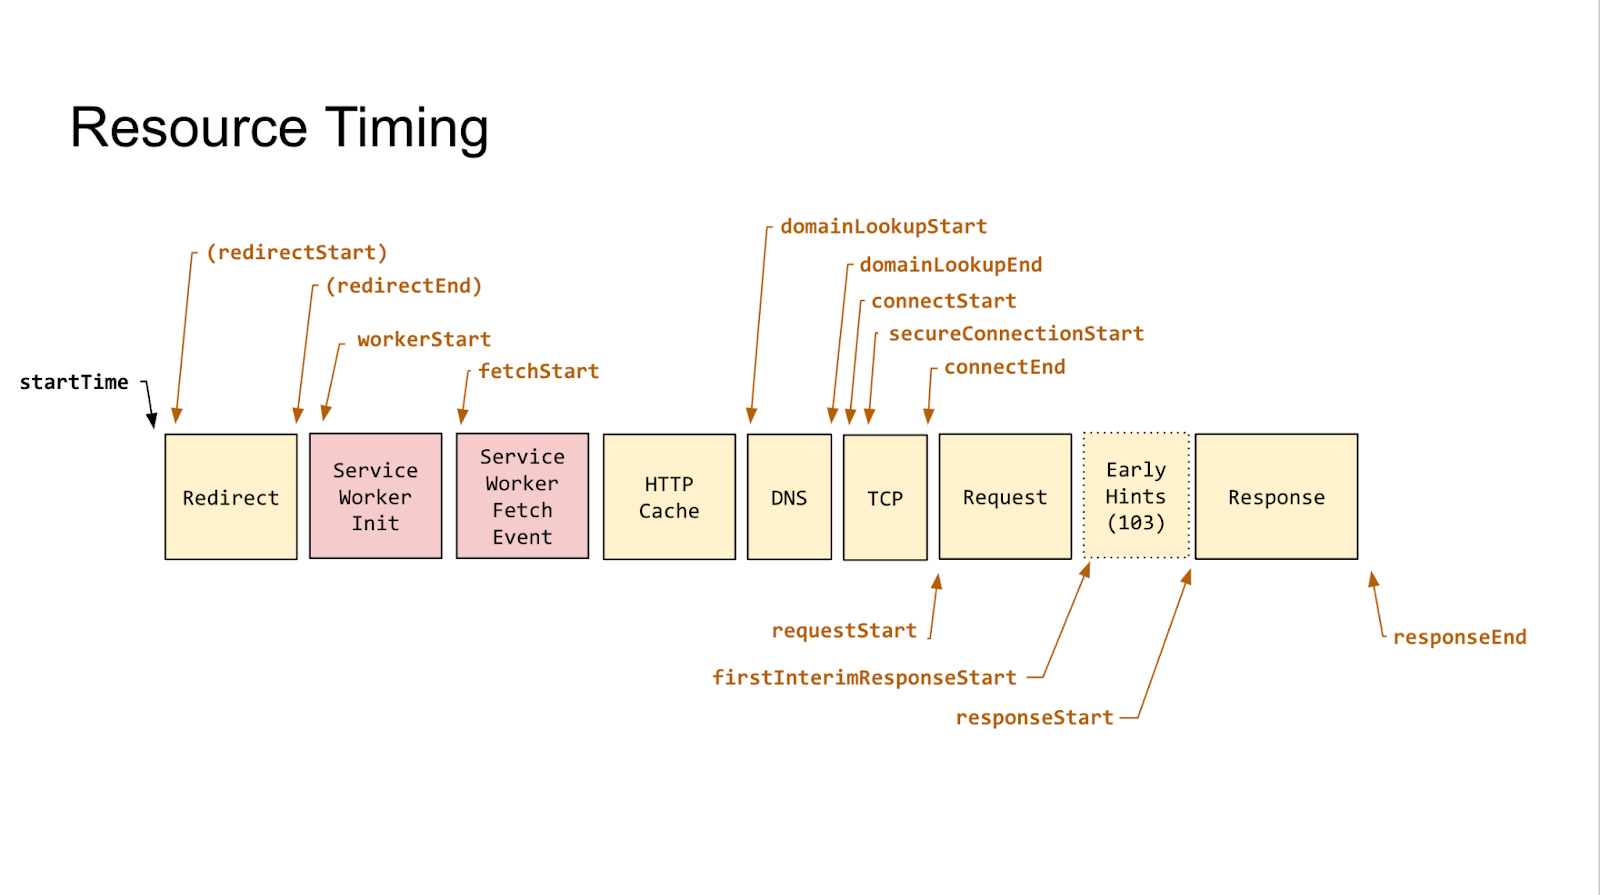 Resource Timing
domainLookupStart
(redirectStart)
domainLookupEnd
(redirectEnd)
connectStart
secureConnectionStart
workerStart
connectEnd
fetchStart
startTime
Redirect
Service
Worker
Init
Service
Worker
Fetch
Event
HTTP
Cache
DNS
TCP
Request
Early
Hints
(103)
Response
requestStart
responseEnd
firstInterimResponseStart
responseStart